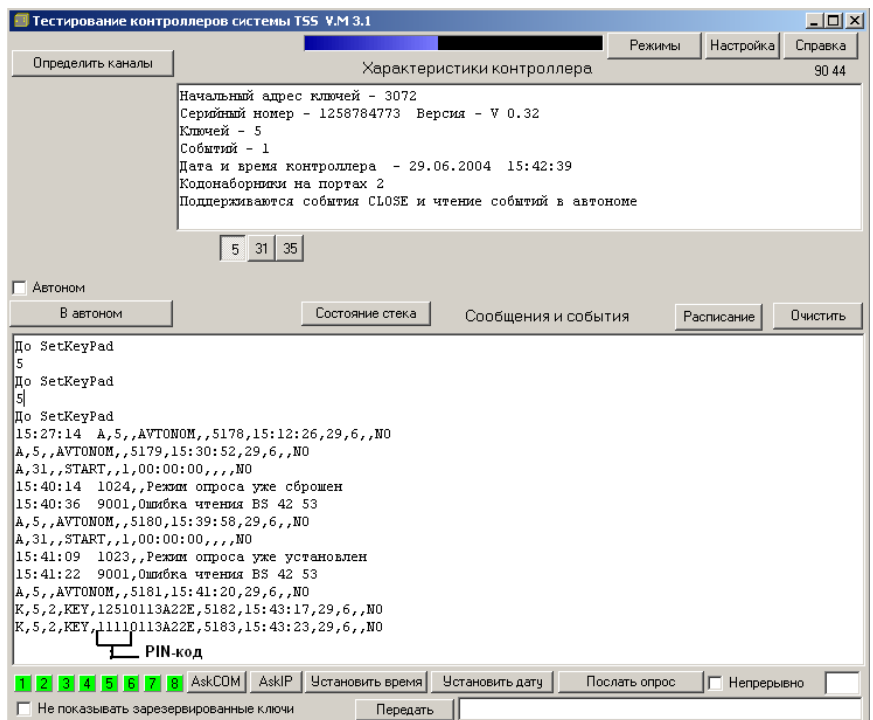 Тестирование контроллеров системы TSS V.M 3.1
Режимы Настройка Справка
Определить каналы
Характеристики контроллера
90 44
Начальный адрес ключей - 3072
Серийный номер - 1258784773 Версия - V 0.32
Ключей - 5
Событий - 1
Дата и время контроллера - 29.06.2004 15:42:39
Кодонаборники на портах 2
Поддерживаются события CLOSE и чтение событий в автономе
5 31 35
Автоном
В автоном Состояние стека Сообщения и события Расписание Очистить
До SetKeyPad
5
До SetKeyPad
5
До SetKeyPad
15:27:14 A,5,,AVTONOM,,5178,15:12:26,29,6,,NO
A,5,,AVTONOM,,5179,15:30:52,29,6,,NO
A,31,,START,,1,00:00:00,,,,NO
15:40:14 1024,,Режим опроса уже сброшен
15:40:36 9001,Ошибка чтения BS 42 53
A,5,,AVTONOM,,5180,15:39:58,29,6,,NO
A,31,,START,,1,00:00:00,,,,NO
15:41:09 1023,,Режим опроса уже установлен
15:41:22 9001,Ошибка чтения BS 42 53
A,5,,AVTONOM,,5181,15:41:20,29,6,,NO
K,5,2,KEY,12510113A22E,5182,15:43:17,29,6,,NO
K,5,2,KEY,11110113A22E,5183,15:43:23,29,6,,NO
PIN-код
1 2 3 4 5 6 7 8 AskCOM AskIP Установить время Установить дату Послать опрос Непрерывно
Не показывать зарезервированные ключи Передать